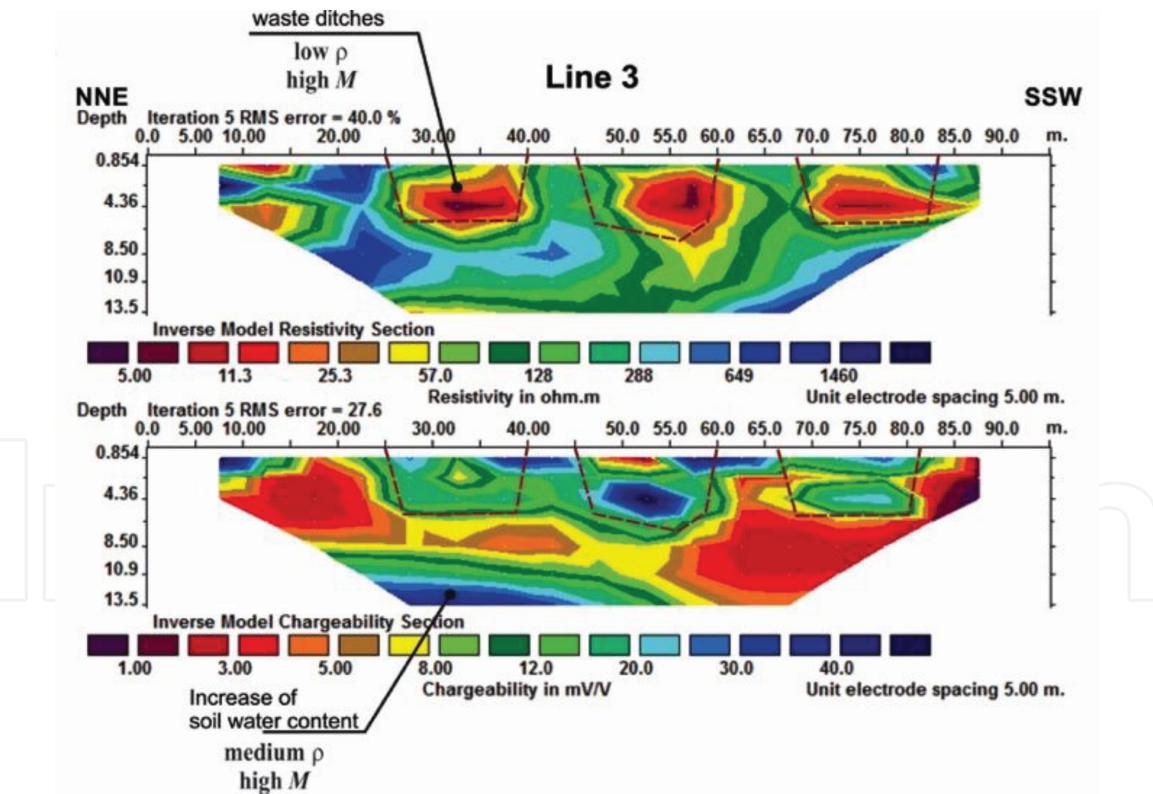 waste ditches
low ρ
high M
Line 3
NNE
SSW
Depth Iteration 5 RMS error = 40.0 %
0.0 5.00 10.00 20.00 30.00 40.00 50.0 55.0 60.0 65.0 70.0 75.0 80.0 85.0 90.0 m.
0.854
4.36
8.50
10.9
13.5
Inverse Model Resistivity Section
5.00 11.3 25.3 57.0 128 288 649 1460
Resistivity in ohm.m
Unit electrode spacing 5.00 m.
Depth Iteration 5 RMS error = 27.6
0.0 5.00 10.00 20.00 30.00 40.00 50.0 55.0 60.0 65.0 70.0 75.0 80.0 85.0 90.0 m.
0.854
4.36
8.50
10.9
13.5
Inverse Model Chargeability Section
1.00 3.00 5.00 8.00 12.0 20.0 30.0 40.0
Chargeability in mV/V
Unit electrode spacing 5.00 m.
Increase of
soil water content
medium ρ
high M